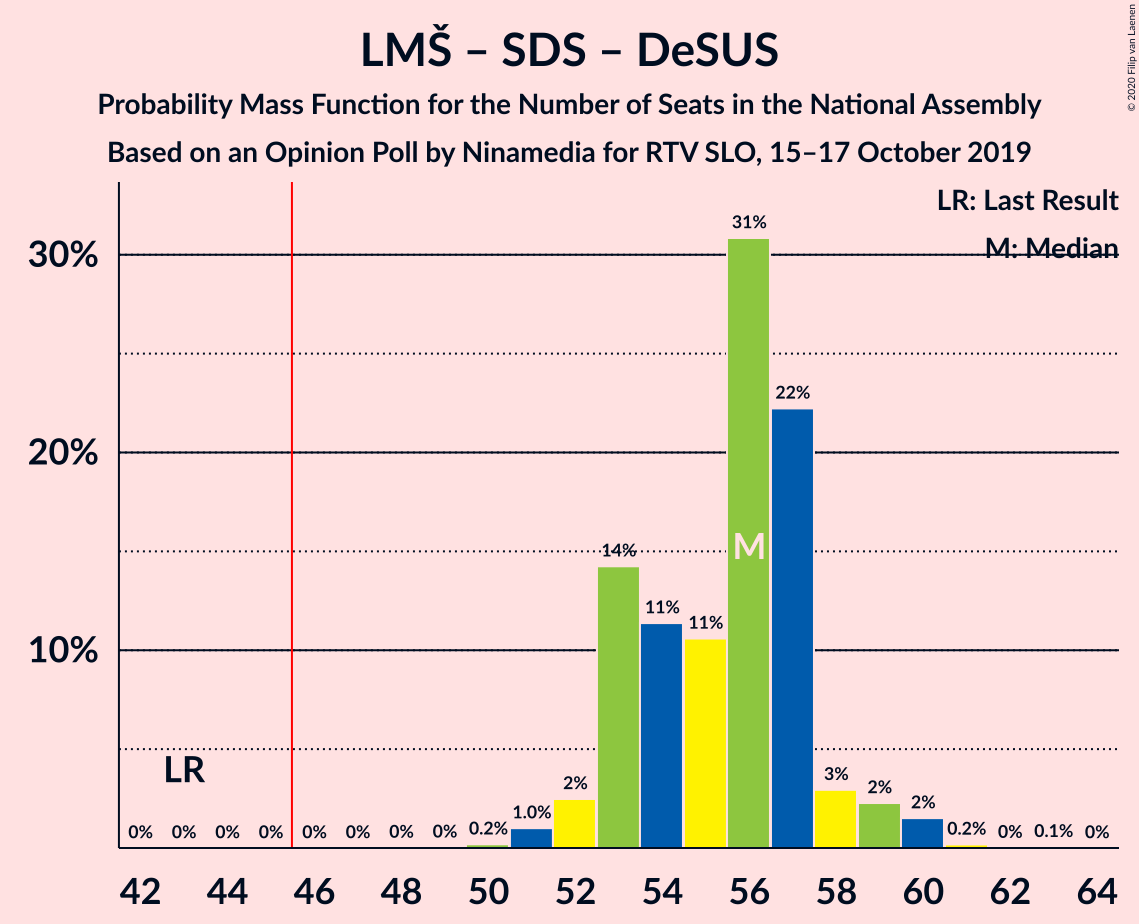 LMŠ – SDS – DeSUS
Probability Mass Function for the Number of Seats in the National Assembly
Based on an Opinion Poll by Ninamedia for RTV SLO, 15–17 October 2019
© 2020 Filip van Laenen
LR: Last Result
M: Median
30%
20%
10%
31%
22%
14%
11%
11%
M
LR
0%
0%
0%
0%
0%
0%
0%
0%
0.2%
1.0%
2%
3%
2%
2%
0.2%
0%
0.1%
0%
42 44 46 48 50 52 54 56 58 60 62 64